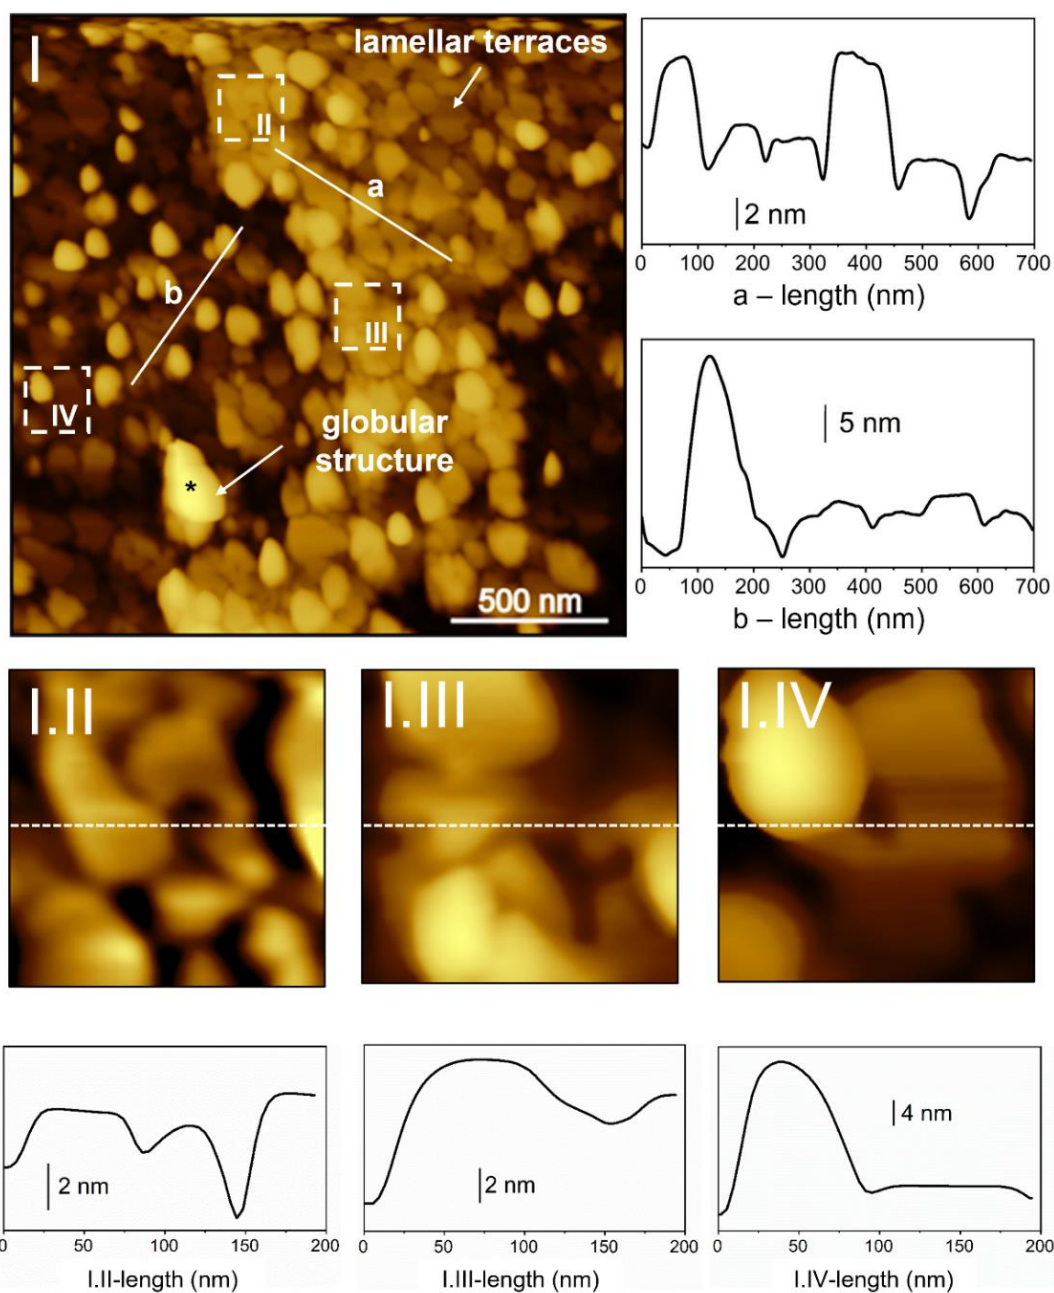 I
lamellar terraces
II
a
b
III
IV
globular
structure
*
500 nm
2 nm
0 100 200 300 400 500 600 700
a – length (nm)
5 nm
0 100 200 300 400 500 600 700
b – length (nm)
I.II
I.III
I.IV
2 nm
0 50 100 150 200
I.II-length (nm)
2 nm
0 50 100 150 200
I.III-length (nm)
4 nm
0 50 100 150 200
I.IV-length (nm)